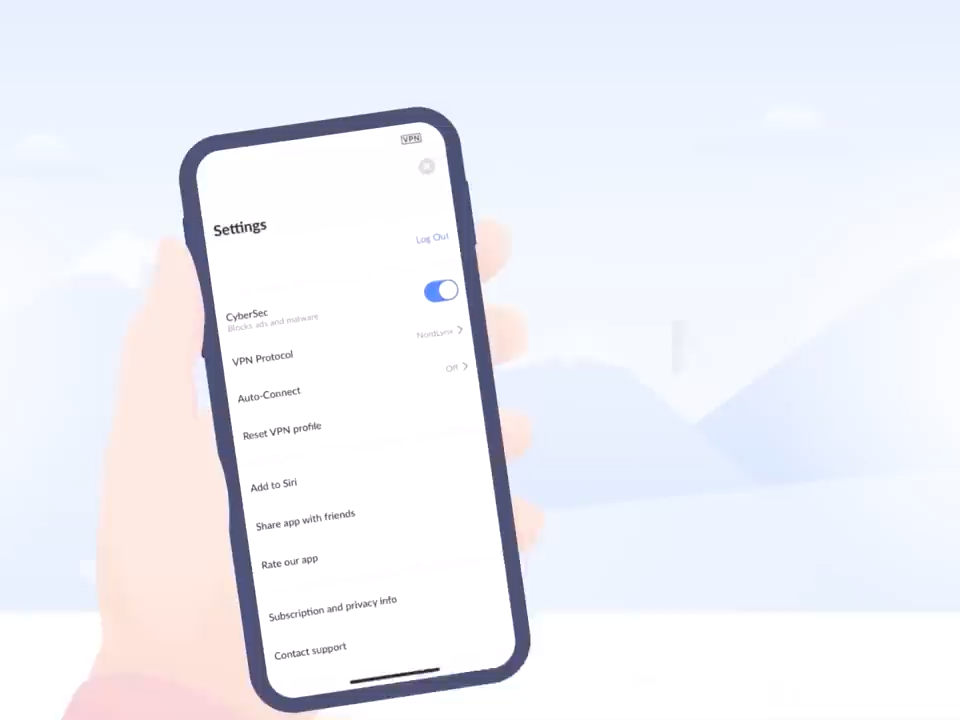 VPN
Settings
Log Out
CyberSec
Blocks ads and malware
VPN Protocol
NordLynx
Auto-Connect
Off
Reset VPN profile
Add to Siri
Share app with friends
Rate our app
Subscription and privacy info
Contact support